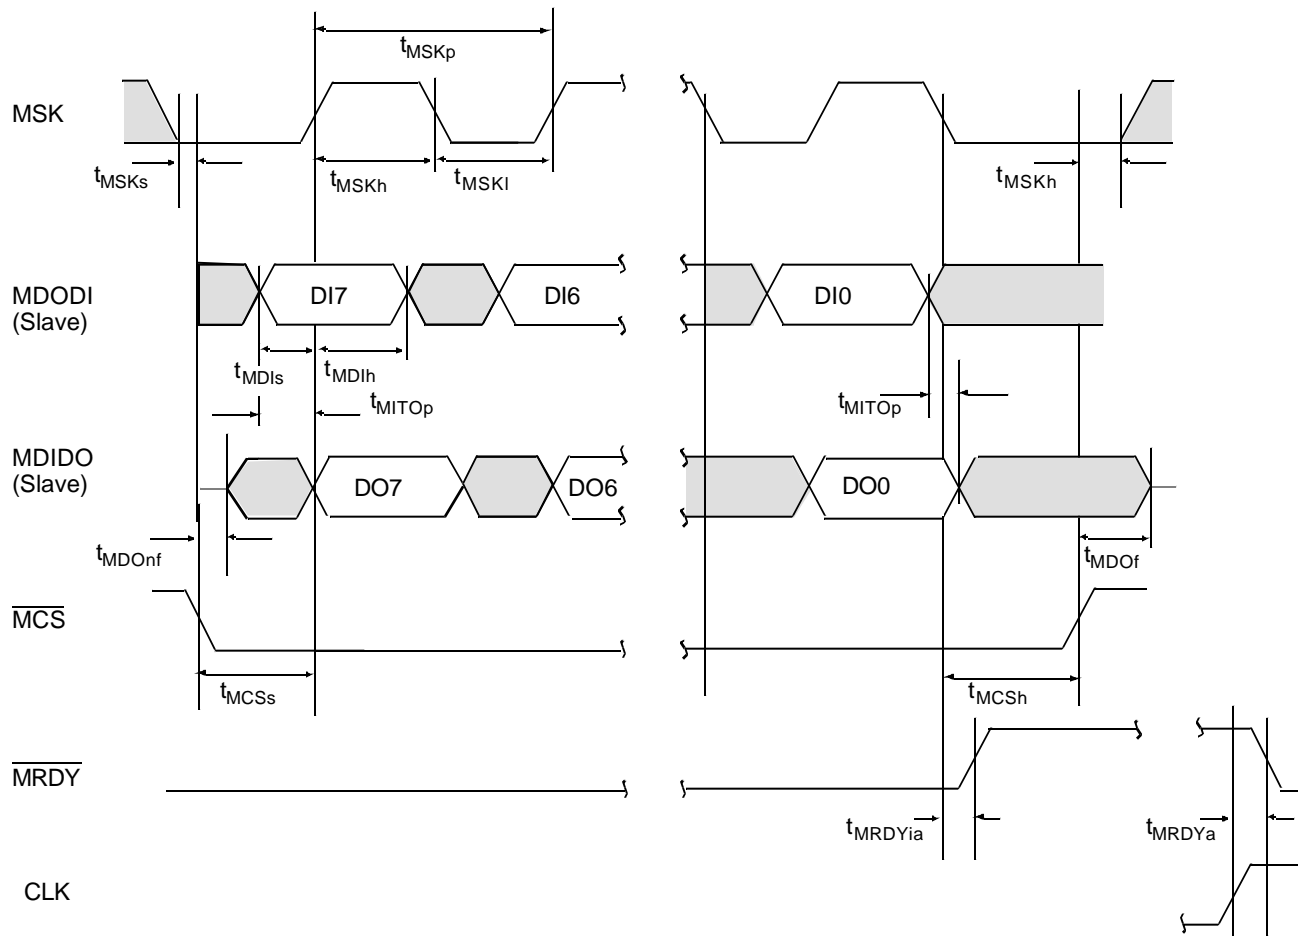 tMSKp
MSK
tMSKs
tMSKh
tMSKl
tMSKh
MDODI
(Slave)
DI7
DI6
DI0
tMDIs
tMDIh
tMITOp
tMITOp
MDIDO
(Slave)
DO7
DO6
DO0
tMDOnf
tMDOf
MCS
tMCSs
tMCSh
MRDY
tMRDYia
tMRDYa
CLK